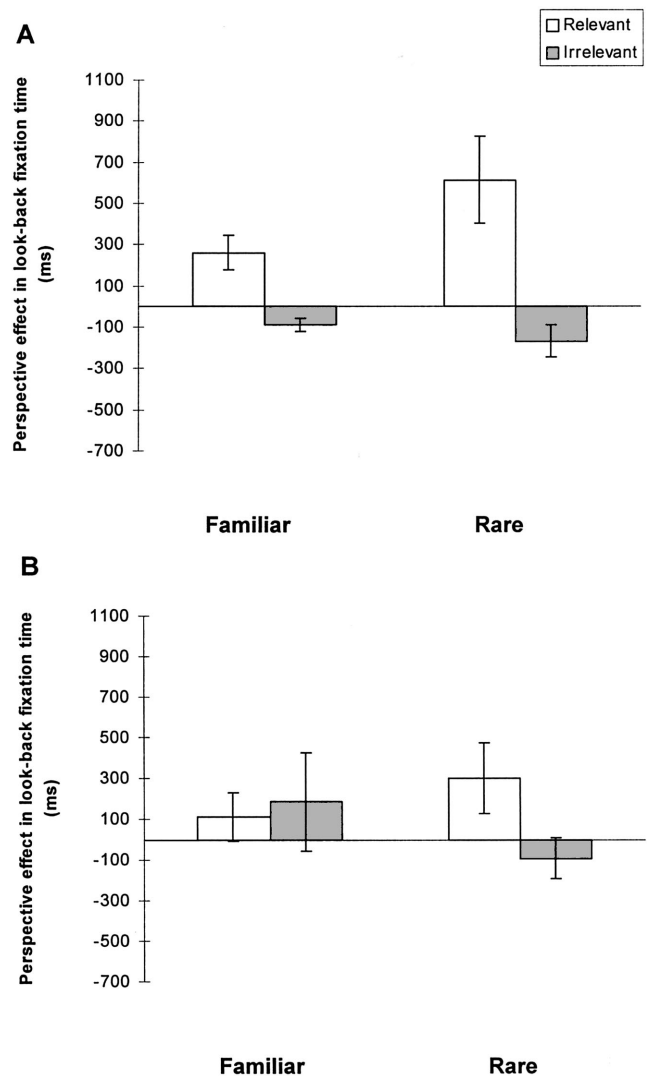 A
Relevant
Irrelevant
Perspective effect in look-back fixation time
(ms)
1100
900
700
500
300
100
-100
-300
-500
-700
Familiar
Rare
B
Perspective effect in look-back fixation time
(ms)
1100
900
700
500
300
100
-100
-300
-500
-700
Familiar
Rare